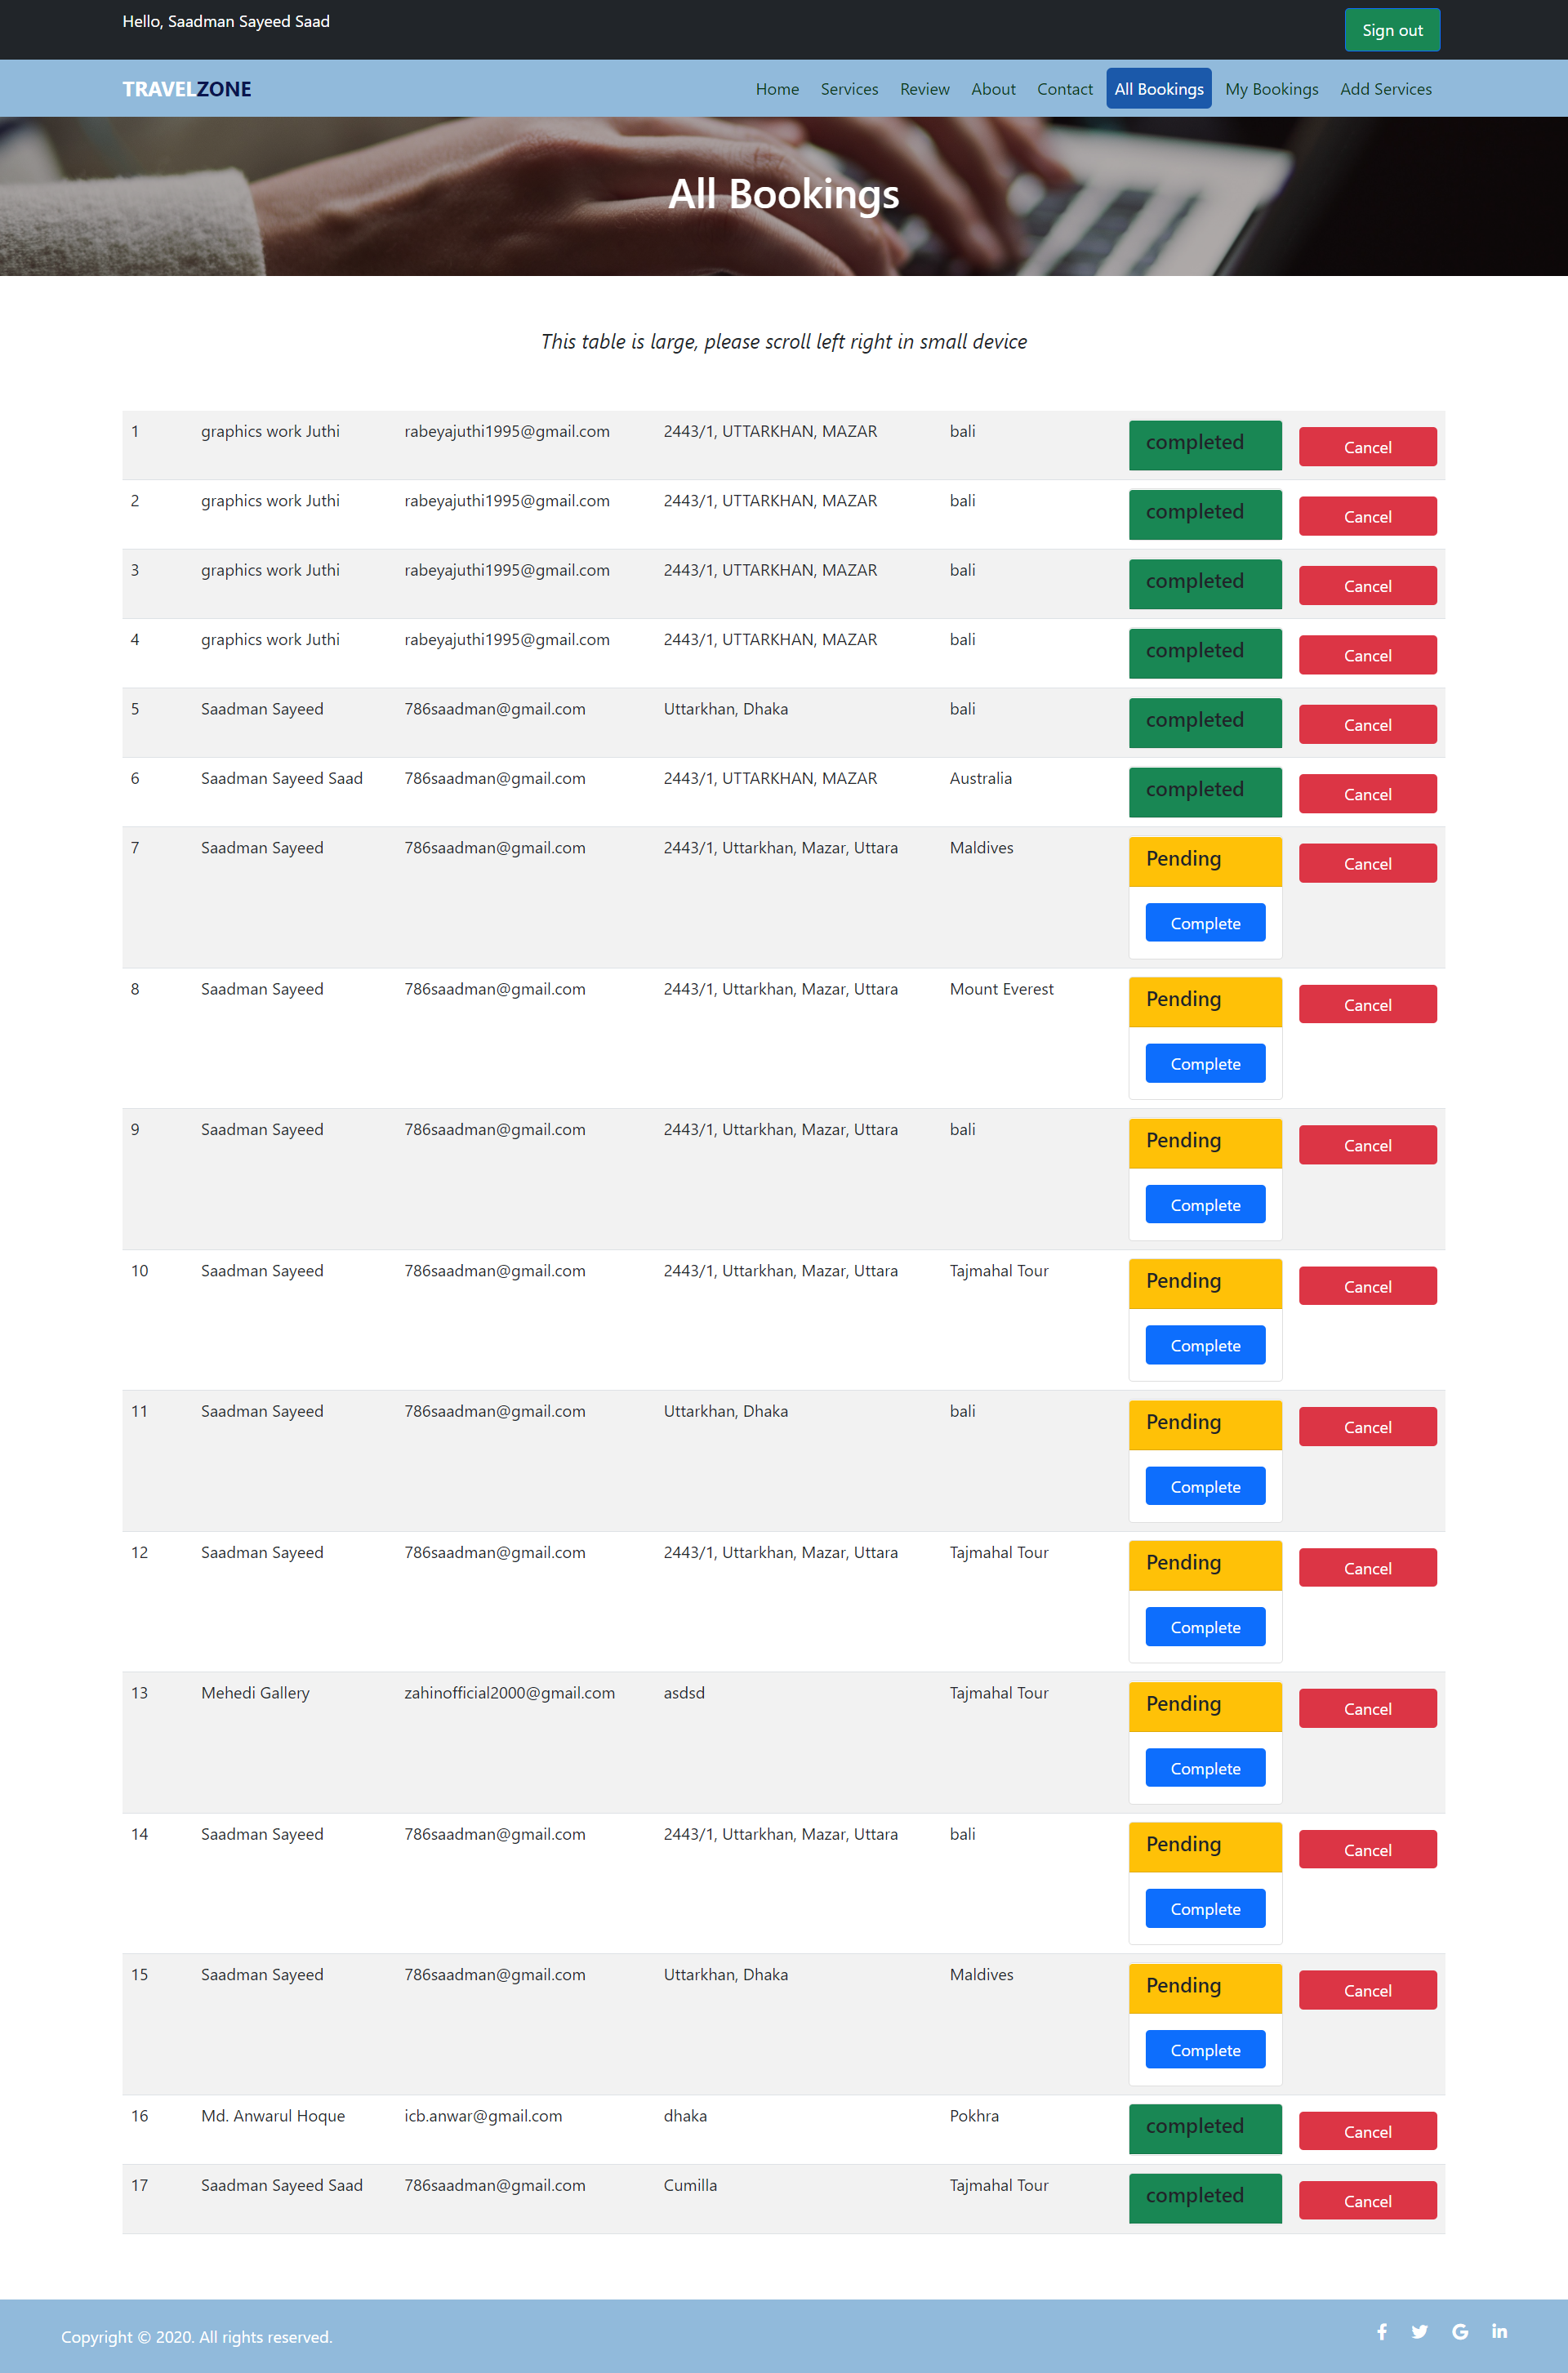 Hello, Saadman Sayeed Saad Sign out
TRAVELZONE Home Services Review About Contact All Bookings My Bookings Add Services
All Bookings
This table is large, please scroll left right in small device
1 graphics work Juthi rabeyajuthi1995@gmail.com 2443/1, UTTARKHAN, MAZAR bali completed Cancel
2 graphics work Juthi rabeyajuthi1995@gmail.com 2443/1, UTTARKHAN, MAZAR bali completed Cancel
3 graphics work Juthi rabeyajuthi1995@gmail.com 2443/1, UTTARKHAN, MAZAR bali completed Cancel
4 graphics work Juthi rabeyajuthi1995@gmail.com 2443/1, UTTARKHAN, MAZAR bali completed Cancel
5 Saadman Sayeed 786saadman@gmail.com Uttarkhan, Dhaka bali completed Cancel
6 Saadman Sayeed Saad 786saadman@gmail.com 2443/1, UTTARKHAN, MAZAR Australia completed Cancel
7 Saadman Sayeed 786saadman@gmail.com 2443/1, Uttarkhan, Mazar, Uttara Maldives Pending Cancel
Complete
8 Saadman Sayeed 786saadman@gmail.com 2443/1, Uttarkhan, Mazar, Uttara Mount Everest Pending Cancel
Complete
9 Saadman Sayeed 786saadman@gmail.com 2443/1, Uttarkhan, Mazar, Uttara bali Pending Cancel
Complete
10 Saadman Sayeed 786saadman@gmail.com 2443/1, Uttarkhan, Mazar, Uttara Tajmahal Tour Pending Cancel
Complete
11 Saadman Sayeed 786saadman@gmail.com Uttarkhan, Dhaka bali Pending Cancel
Complete
12 Saadman Sayeed 786saadman@gmail.com 2443/1, Uttarkhan, Mazar, Uttara Tajmahal Tour Pending Cancel
Complete
13 Mehedi Gallery zahinofficial2000@gmail.com asdsd Tajmahal Tour Pending Cancel
Complete
14 Saadman Sayeed 786saadman@gmail.com 2443/1, Uttarkhan, Mazar, Uttara bali Pending Cancel
Complete
15 Saadman Sayeed 786saadman@gmail.com Uttarkhan, Dhaka Maldives Pending Cancel
Complete
16 Md. Anwarul Hoque icb.anwar@gmail.com dhaka Pokhra completed Cancel
17 Saadman Sayeed Saad 786saadman@gmail.com Cumilla Tajmahal Tour completed Cancel
Copyright © 2020. All rights reserved.